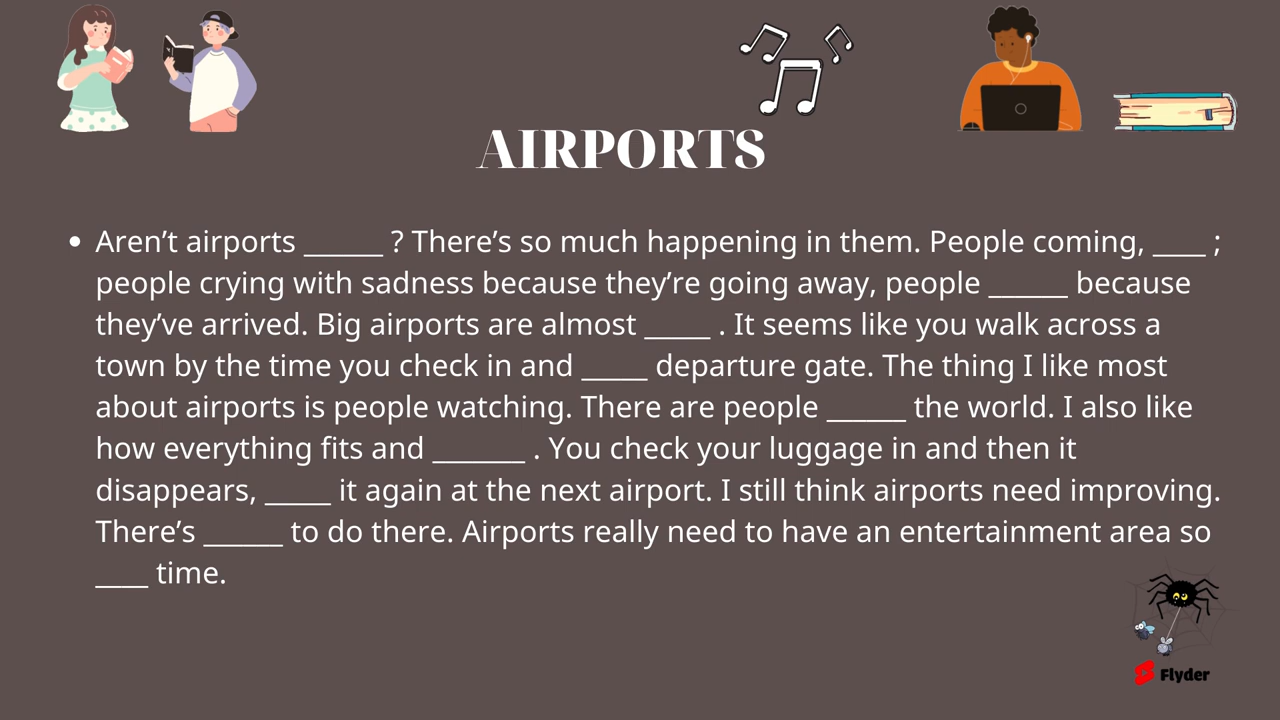 AIRPORTS
• Aren’t airports ______ ? There’s so much happening in them. People coming, ____ ;
people crying with sadness because they’re going away, people ______ because
they’ve arrived. Big airports are almost _____ . It seems like you walk across a
town by the time you check in and _____ departure gate. The thing I like most
about airports is people watching. There are people ______ the world. I also like
how everything fits and _______ . You check your luggage in and then it
disappears, _____ it again at the next airport. I still think airports need improving.
There’s ______ to do there. Airports really need to have an entertainment area so
____ time.
Flyder